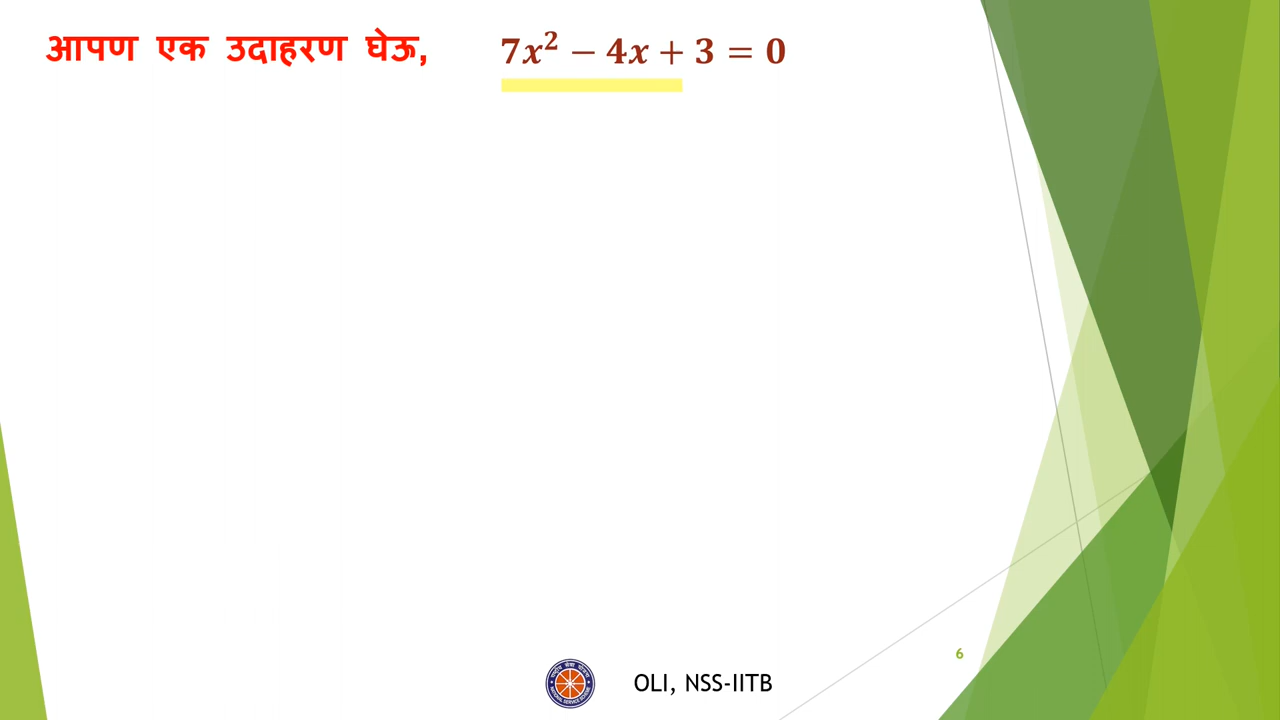 आपण एक उदाहरण घेऊ, 7x² − 4x + 3 = 0
6
OLI, NSS-IITB